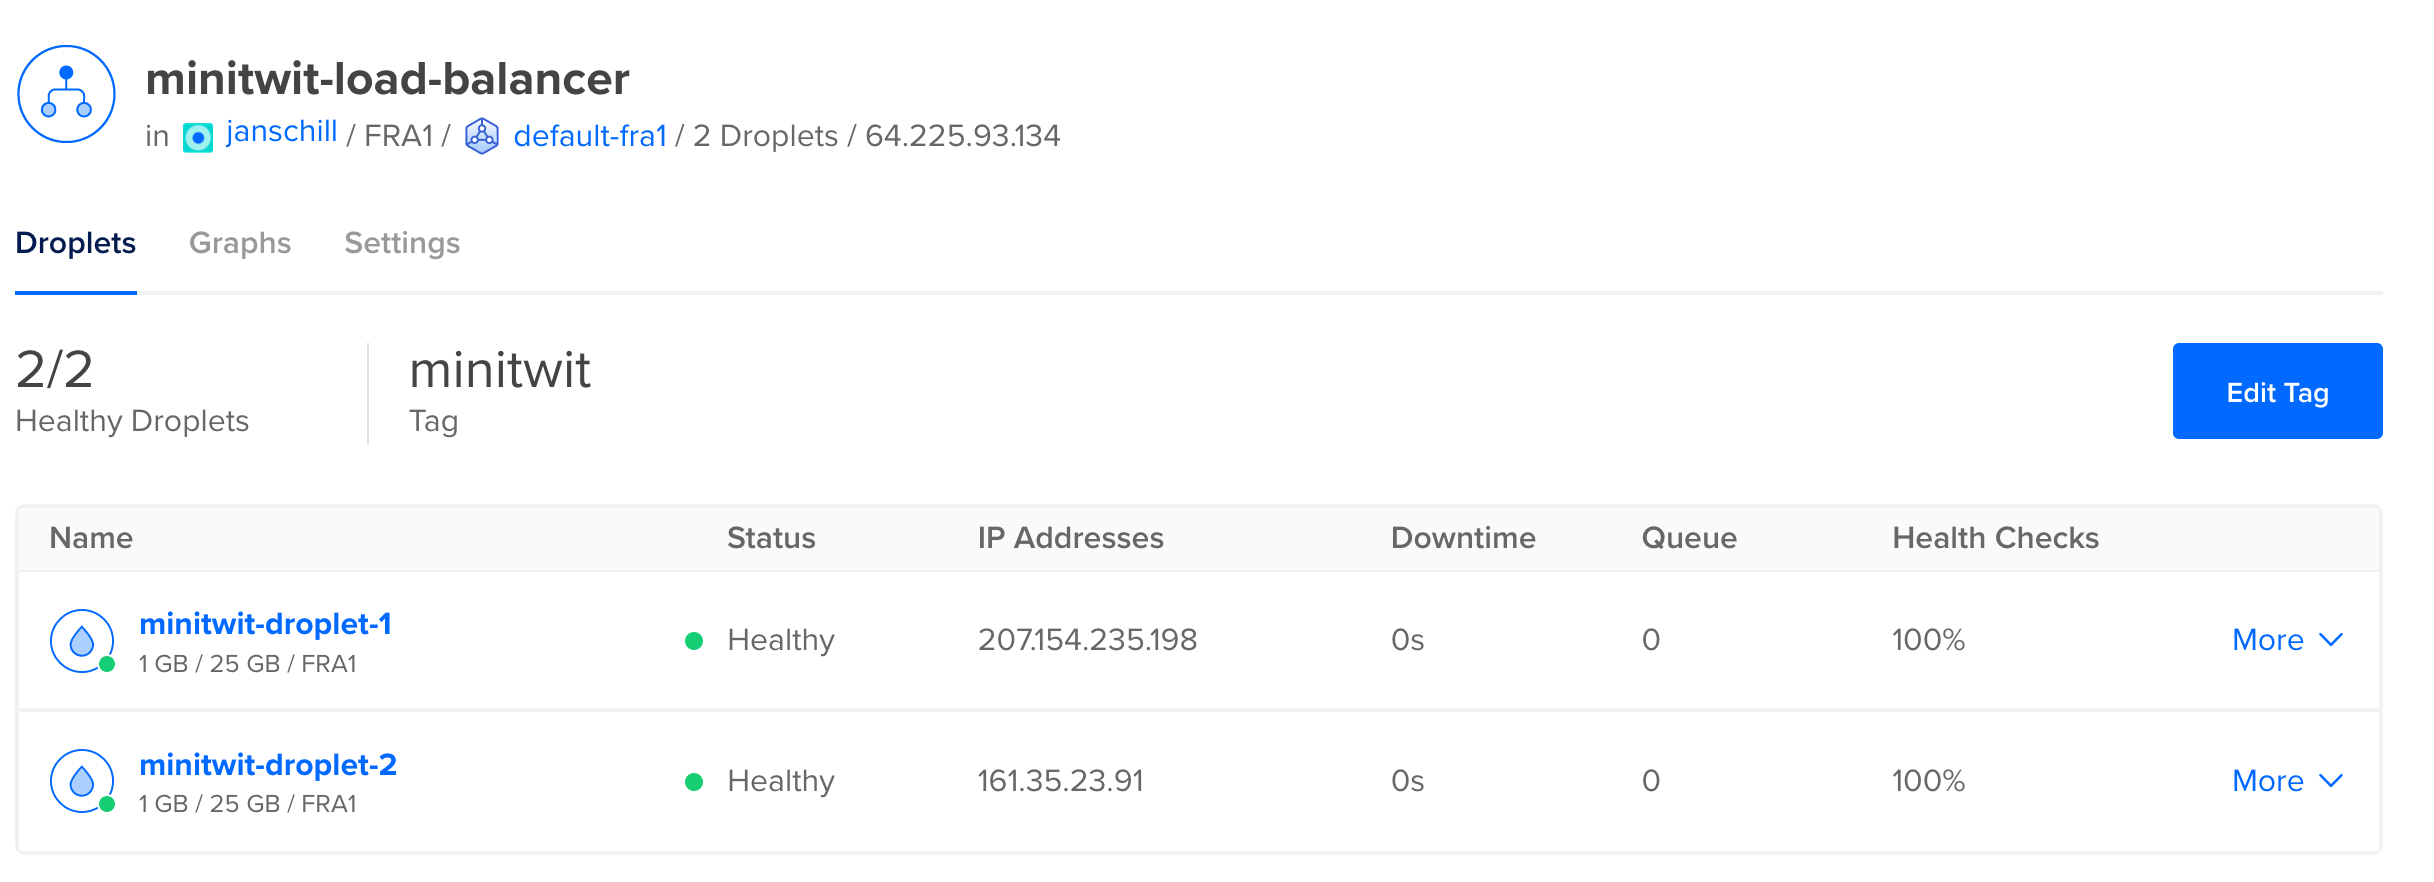 minitwit-load-balancer
in janschill / FRA1 / default-fra1 / 2 Droplets / 64.225.93.134
Droplets Graphs Settings
2/2 minitwit
Healthy Droplets Tag
Edit Tag
Name Status IP Addresses Downtime Queue Health Checks
minitwit-droplet-1
1 GB / 25 GB / FRA1
Healthy 207.154.235.198 0s 0 100% More
minitwit-droplet-2
1 GB / 25 GB / FRA1
Healthy 161.35.23.91 0s 0 100% More